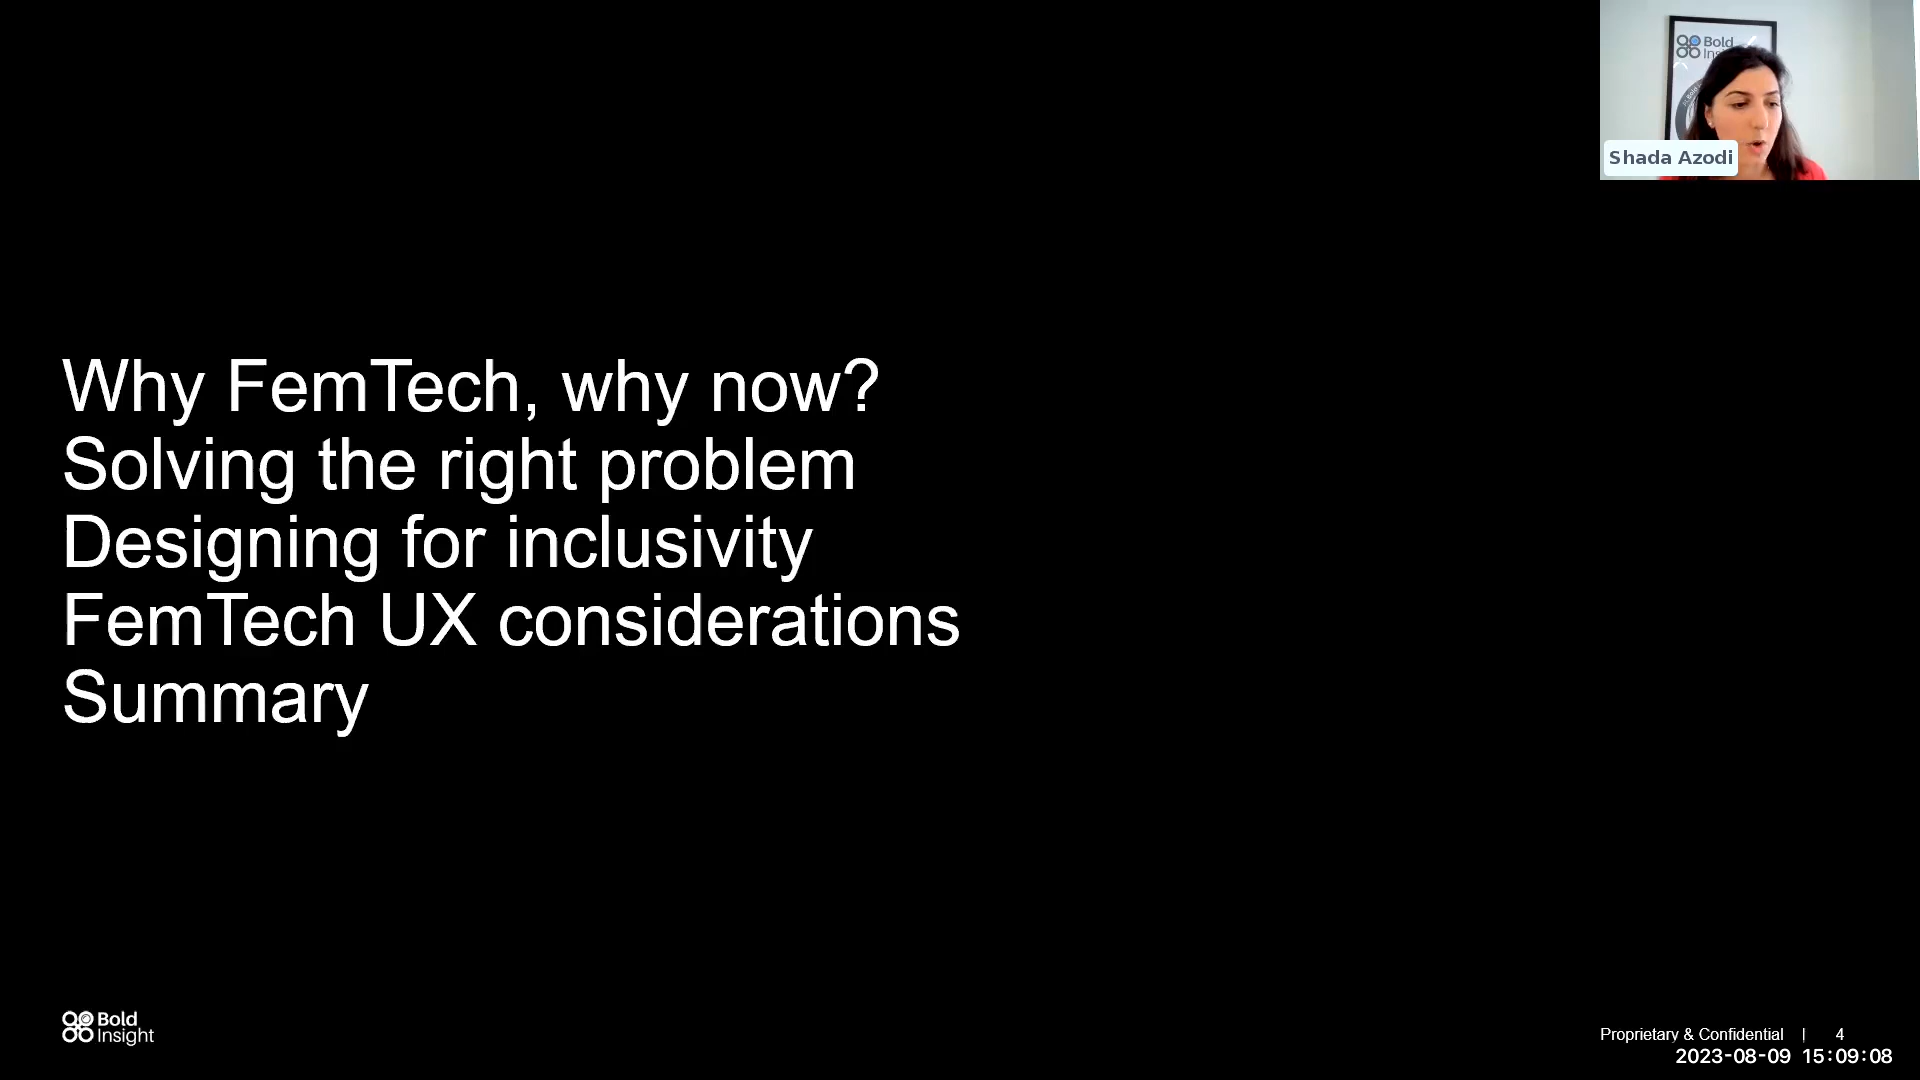 Bold
Shada Azodi
Why FemTech, why now?
Solving the right problem
Designing for inclusivity
FemTech UX considerations
Summary
Bold
Insight
Proprietary & Confidential | 4
2023-08-09 15:09:08